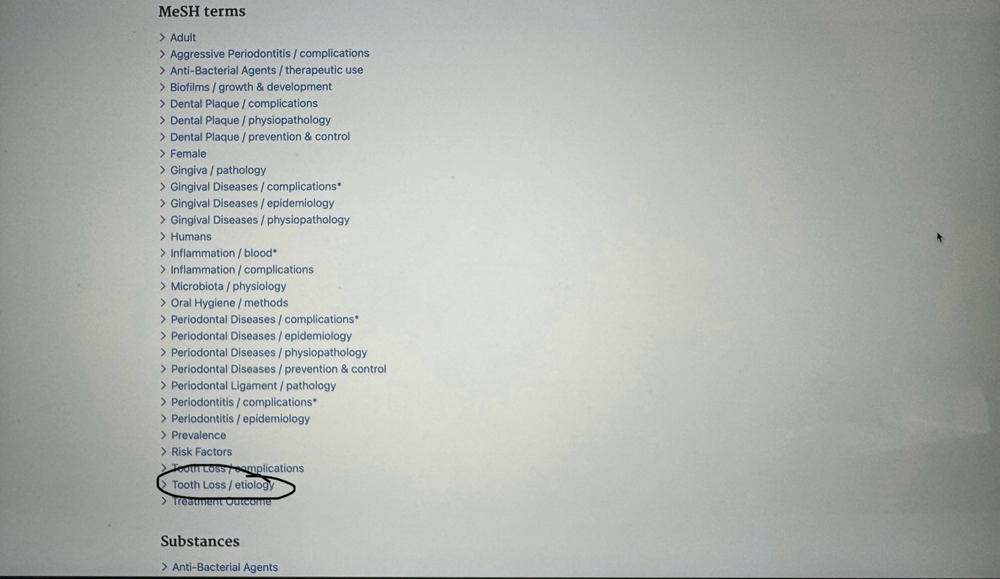 MeSH terms
> Adult
> Aggressive Periodontitis / complications
> Anti-Bacterial Agents / therapeutic use
> Biofilms / growth & development
> Dental Plaque / complications
> Dental Plaque / physiopathology
> Dental Plaque / prevention & control
> Female
> Gingiva / pathology
> Gingival Diseases / complications*
> Gingival Diseases / epidemiology
> Gingival Diseases / physiopathology
> Humans
> Inflammation / blood*
> Inflammation / complications
> Microbiota / physiology
> Oral Hygiene / methods
> Periodontal Diseases / complications*
> Periodontal Diseases / epidemiology
> Periodontal Diseases / physiopathology
> Periodontal Diseases / prevention & control
> Periodontal Ligament / pathology
> Periodontitis / complications*
> Periodontitis / epidemiology
> Prevalence
> Risk Factors
> Tooth Loss / complications
> Tooth Loss / etiology
> Treatment Outcome
Substances
> Anti-Bacterial Agents